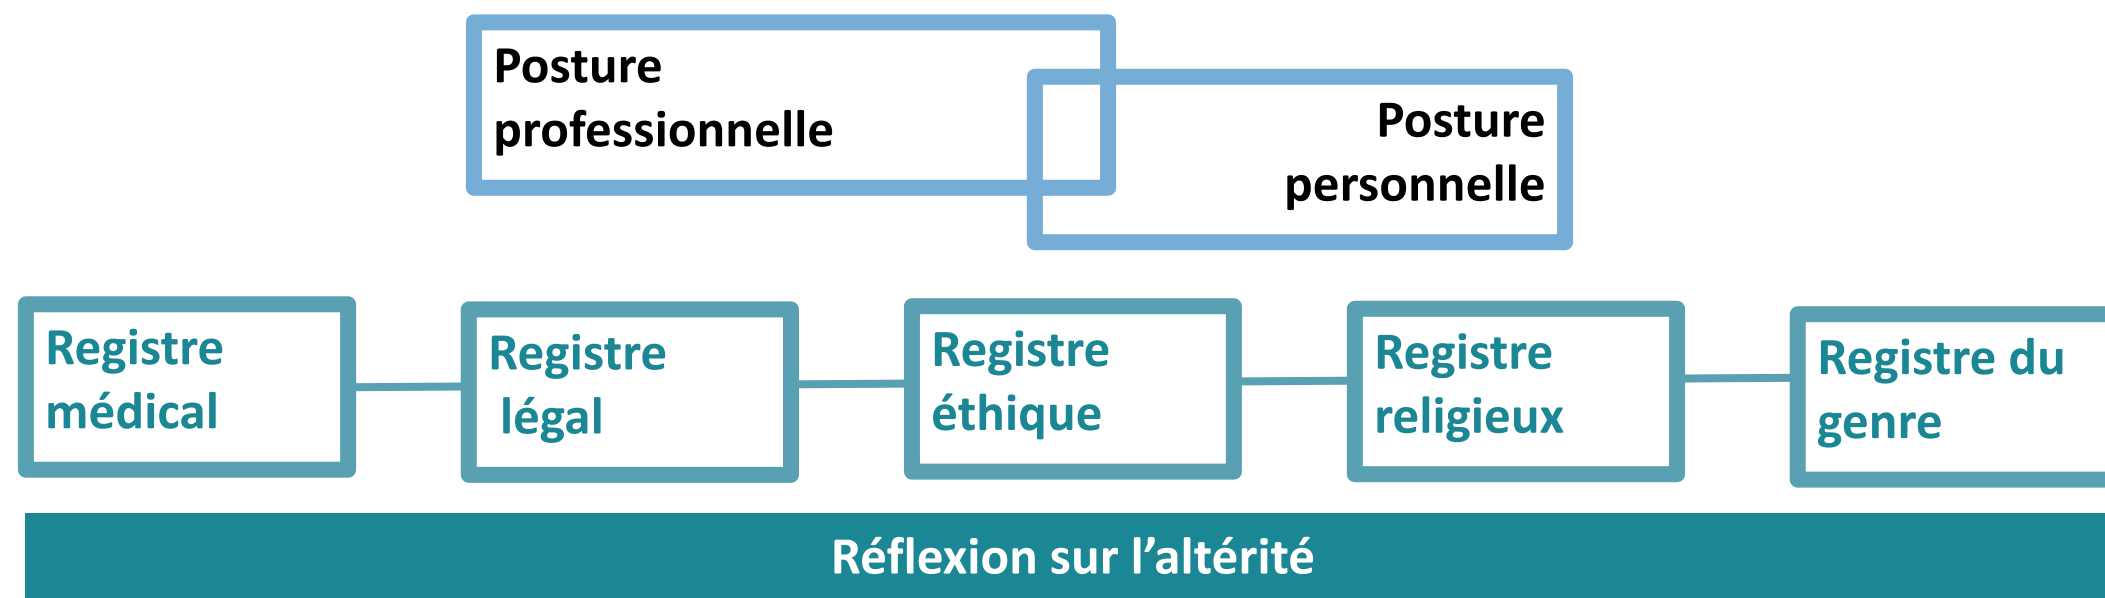 Posture
professionnelle
Posture
personnelle
Registre
médical
Registre
légal
Registre
éthique
Registre
religieux
Registre du
genre
Réflexion sur l’altérité